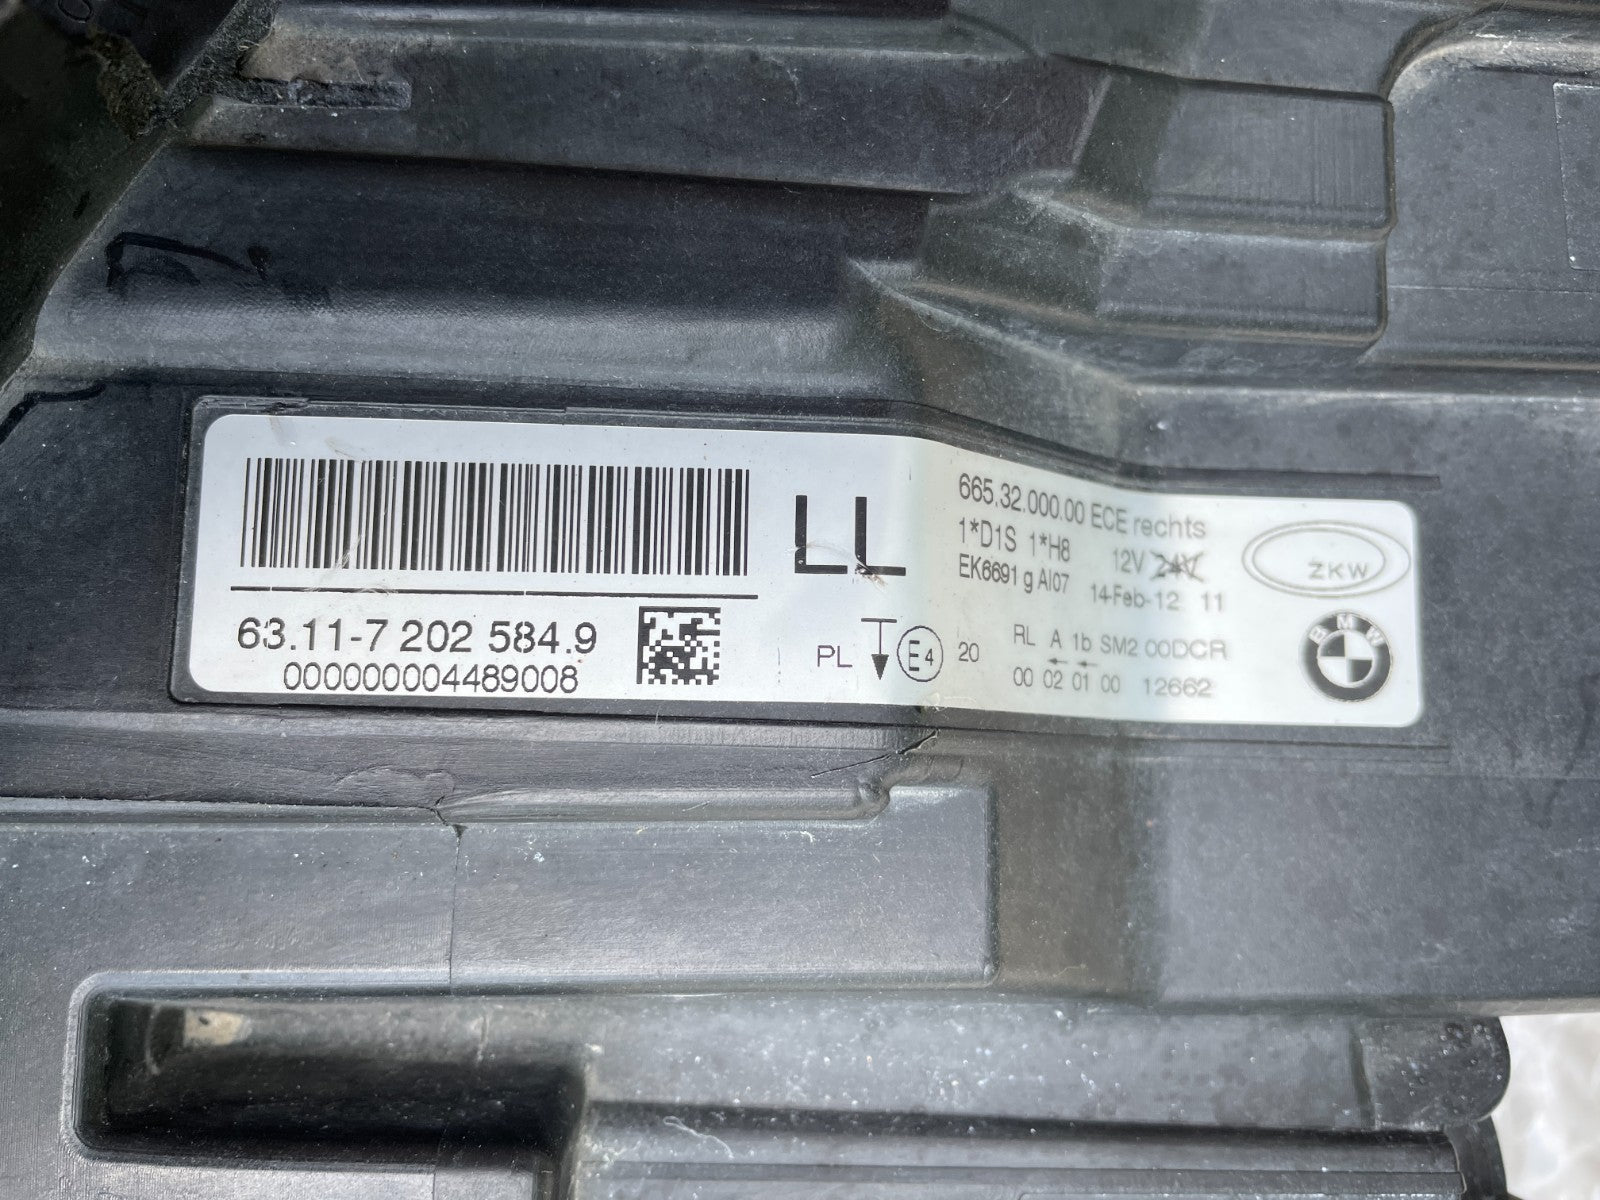 63.11-7 202 584.9
000000004489008
LL
665.32.000.00 ECE rechts
1*D1S 1*H8 12V 24V
EK6691 g AI07 14-Feb-12 11
PL E4 20
RL A 1b SM2 00DCR
00 02 01 00 12662
ZKW
BMW